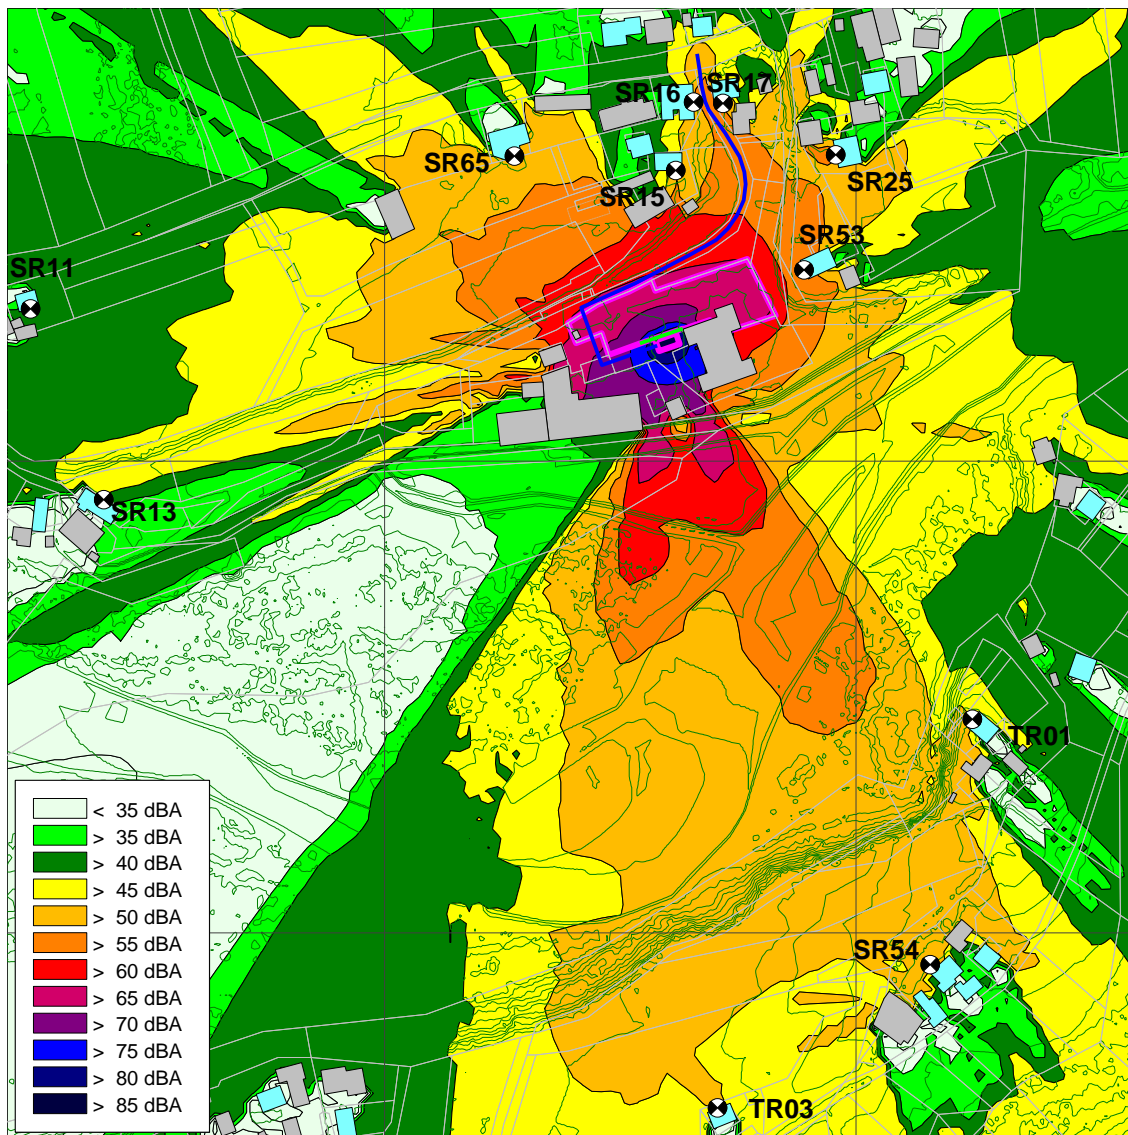 SR16
SR17
SR65
SR25
SR15
SR53
SR11
SR13
TR01
< 35 dBA
> 35 dBA
> 40 dBA
> 45 dBA
> 50 dBA
> 55 dBA
> 60 dBA
> 65 dBA
> 70 dBA
> 75 dBA
> 80 dBA
> 85 dBA
SR54
TR03